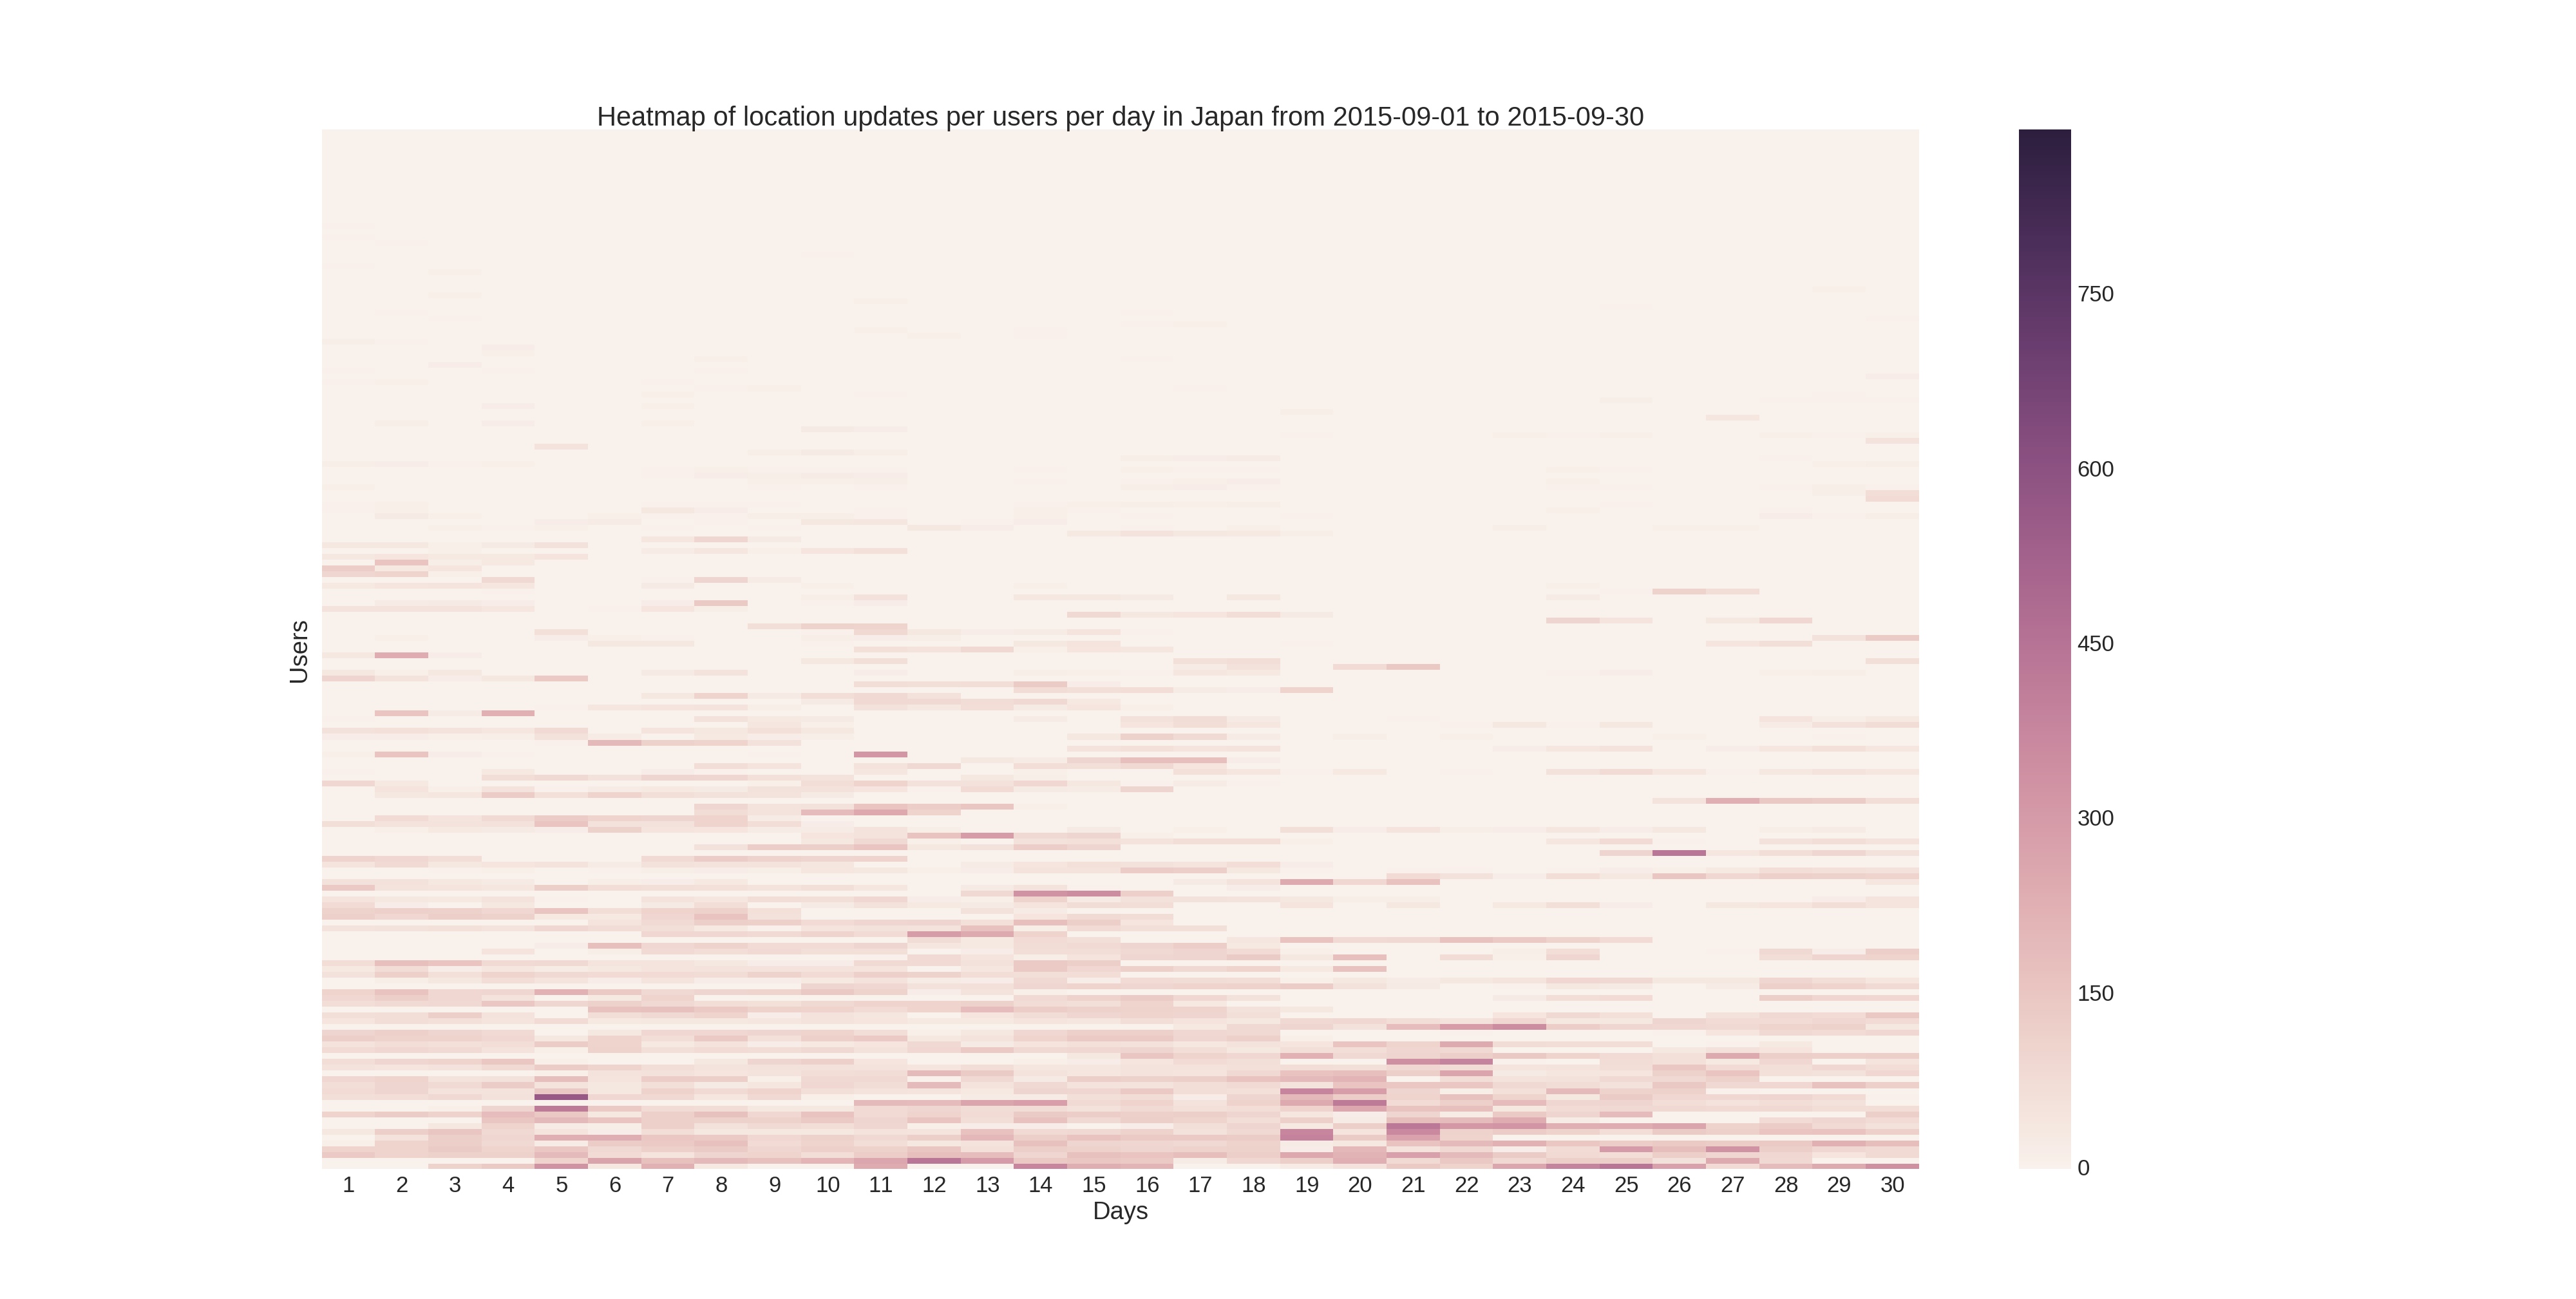 Heatmap of location updates per users per day in Japan from 2015-09-01 to 2015-09-30
750
600
450
300
150
0
Users
1 2 3 4 5 6 7 8 9 10 11 12 13 14 15 16 17 18 19 20 21 22 23 24 25 26 27 28 29 30
Days